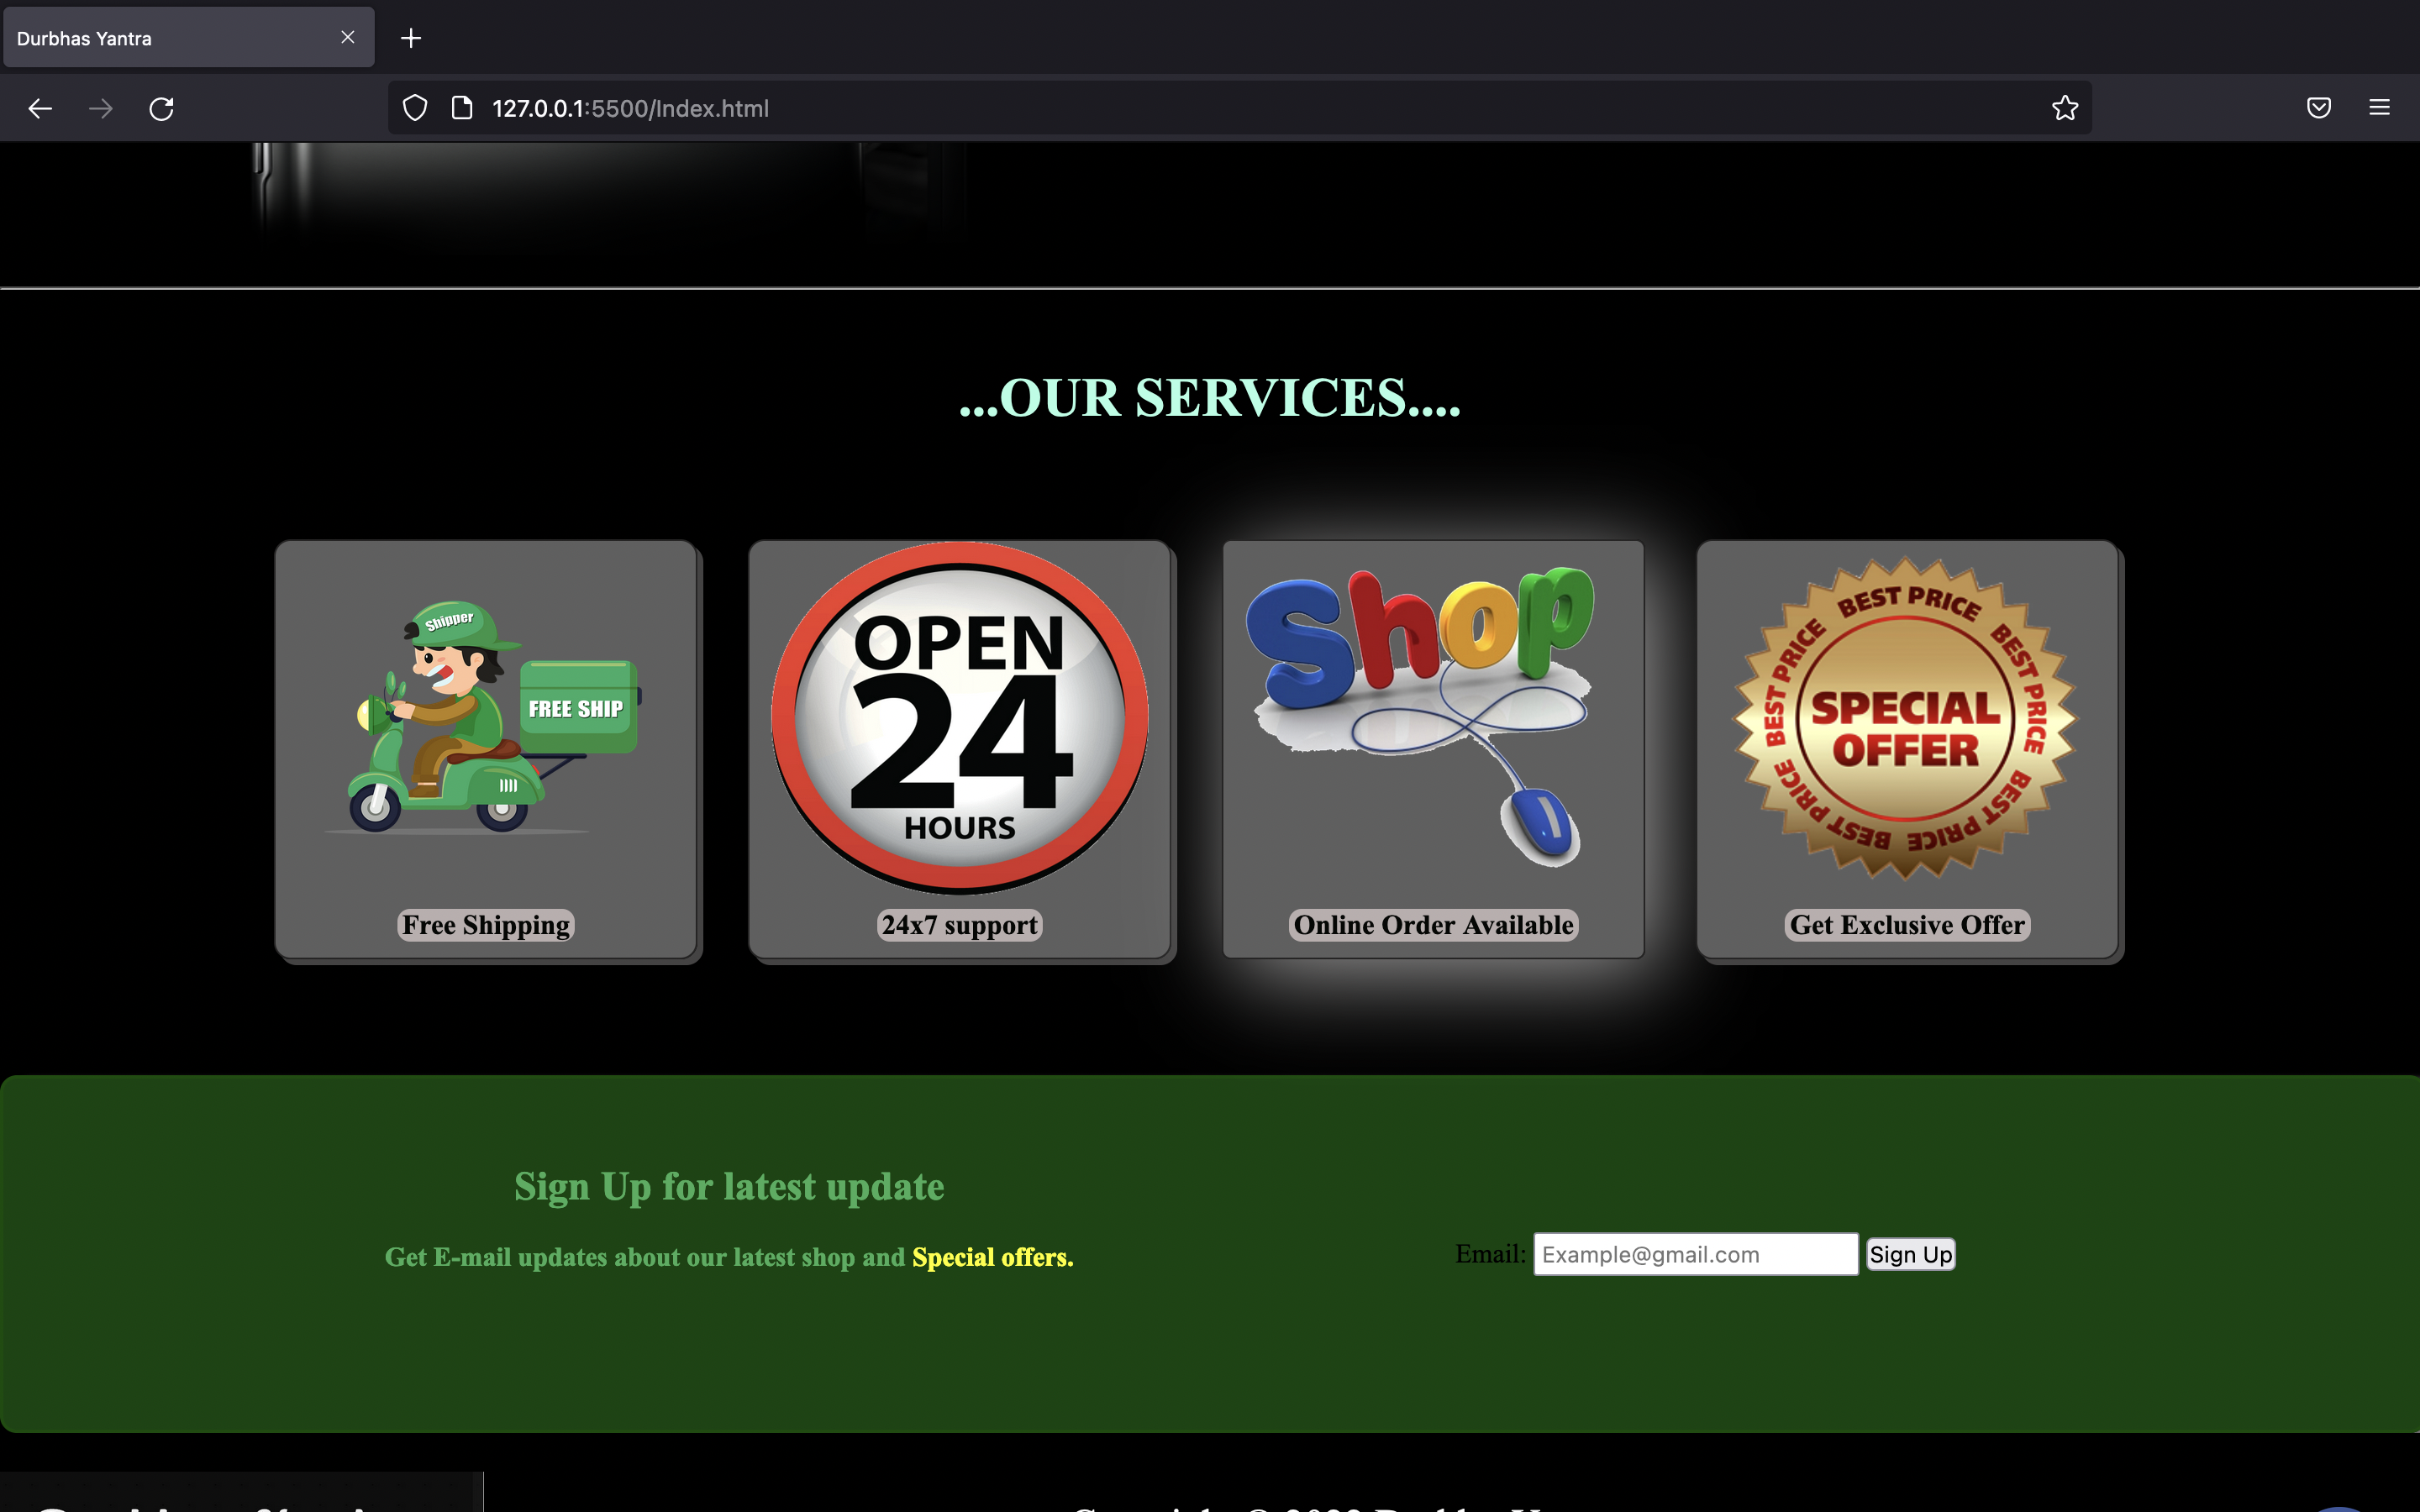 Durbhas Yantra
127.0.0.1:5500/Index.html
...OUR SERVICES....
Shipper
FREE SHIP
Free Shipping
OPEN
24
HOURS
24x7 support
Shop
Online Order Available
BEST PRICE BEST PRICE BEST PRICE BEST PRICE BEST PRICE
SPECIAL
OFFER
Get Exclusive Offer
Sign Up for latest update
Get E-mail updates about our latest shop and Special offers.
Email: Example@gmail.com Sign Up